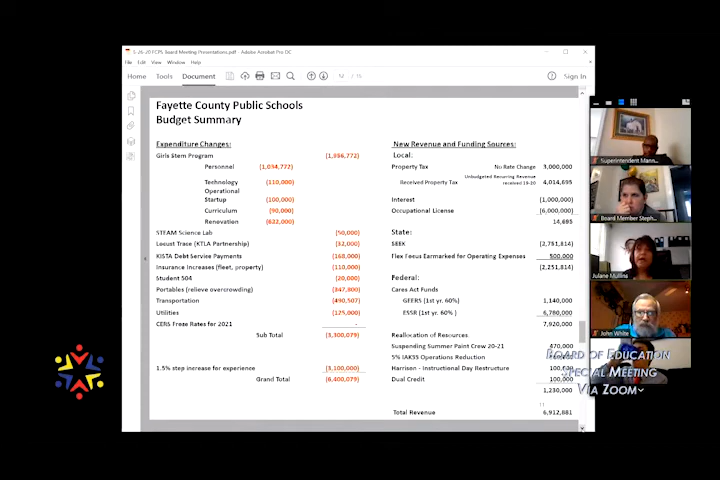 5-26-20 FCPS Board Meeting Presentations.pdf - Adobe Acrobat Pro DC
File Edit View Window Help
Home Tools Document
Sign In
Fayette County Public Schools
Budget Summary
Expenditure Changes:
Girls Stem Program (1,956,772)
Personnel (1,034,772)
Technology (110,000)
Operational
Startup (100,000)
Curriculum (90,000)
Renovation (622,000)
STEAM Science Lab (50,000)
Locust Trace (KTLA Partnership) (32,000)
KISTA Debt Service Payments (168,000)
Insurance Increases (fleet, property) (110,000)
Student 504 (20,000)
Portables (relieve overcrowding) (347,800)
Transportation (490,507)
Utilities (125,000)
CERS Freze Rates for 2021 -
Sub Total (3,300,079)
1.5% step increase for experience (3,100,000)
Grand Total (6,400,079)
New Revenue and Funding Sources:
Local:
Property Tax No Rate Change 3,000,000
Received Property Tax Unbudgeted Recuring Revenue received 19-20 4,014,695
Interest (1,000,000)
Occupational License (6,000,000)
14,695
State:
SEEK (2,751,814)
Flex Focus Earmarked for Operating Expenses 500,000
(2,251,814)
Federal:
Cares Act Funds
GEERS (1st yr. 60%) 1,140,000
ESSR (1st yr. 60%) 6,780,000
7,920,000
Reallocation of Resources
Suspending Summer Paint Crew 20-21 470,000
5% IAKSS Operations Reduction
Harrison - Instructional Day Restructure 100,000
Dual Credit 100,000
1,230,000
Total Revenue 6,912,881
Superintendent Mann...
Board Member Steph...
Julane Mullins
John White
Board of Education
Special Meeting
Via Zoom